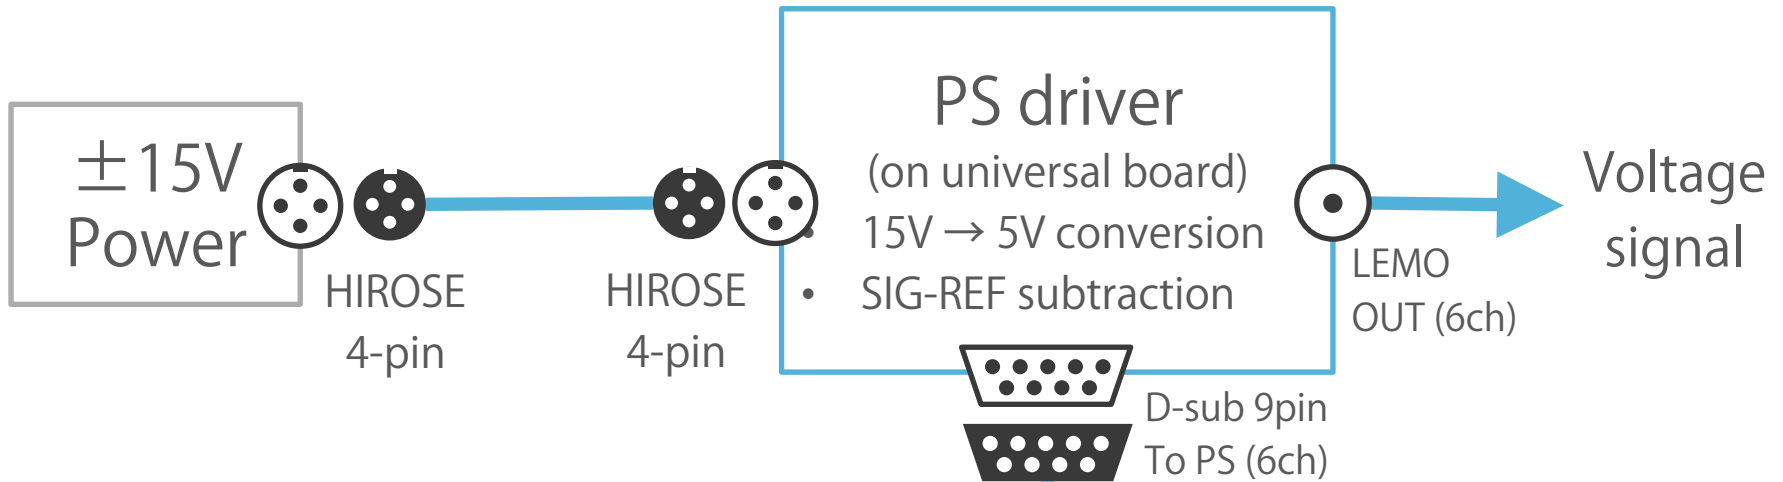 ±15V
Power
HIROSE
4-pin
HIROSE
4-pin
PS driver
(on universal board)
• 15V → 5V conversion
• SIG-REF subtraction
LEMO
OUT (6ch)
Voltage
signal
D-sub 9pin
To PS (6ch)